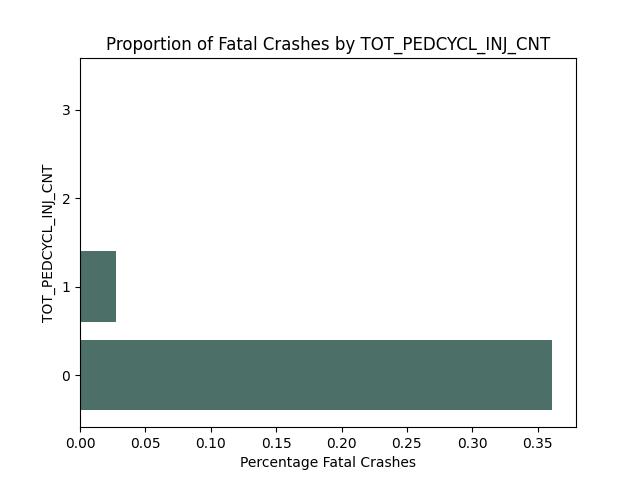 Proportion of Fatal Crashes by TOT_PEDCYCL_INJ_CNT
TOT_PEDCYCL_INJ_CNT
3
2
1
0
0.00 0.05 0.10 0.15 0.20 0.25 0.30 0.35
Percentage Fatal Crashes